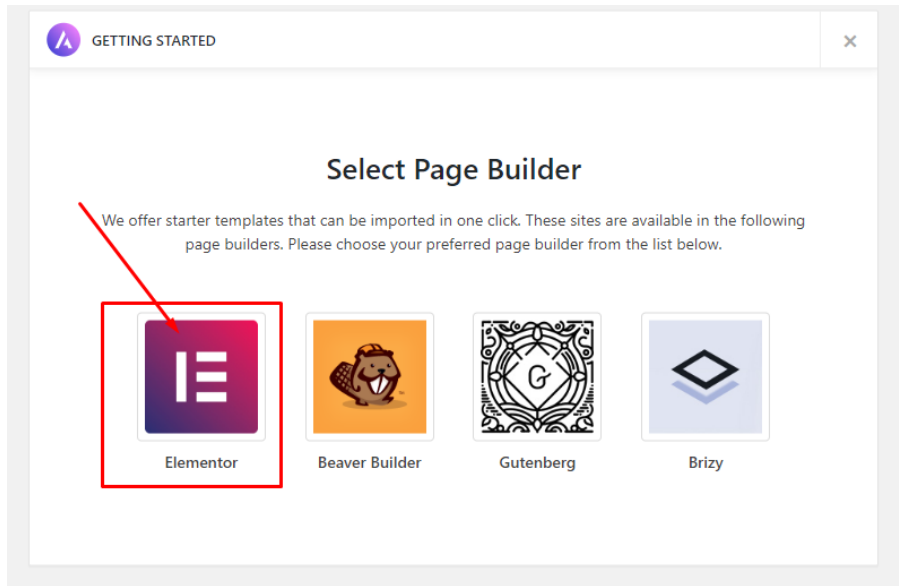 GETTING STARTED
Select Page Builder
We offer starter templates that can be imported in one click. These sites are available in the following
page builders. Please choose your preferred page builder from the list below.
G
Elementor
Beaver Builder
Gutenberg
Brizy